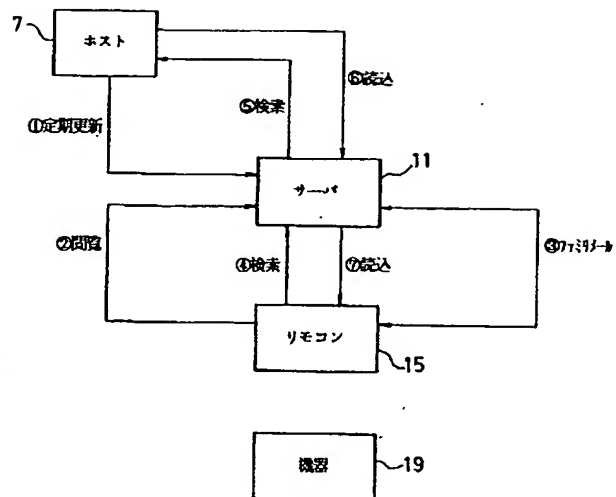 7
ホスト
⑥読込
⑤検索
①定期更新
サーバ
11
②閲覧
④検索
⑦読込
③ファミリメール
リモコン
15
機器
19